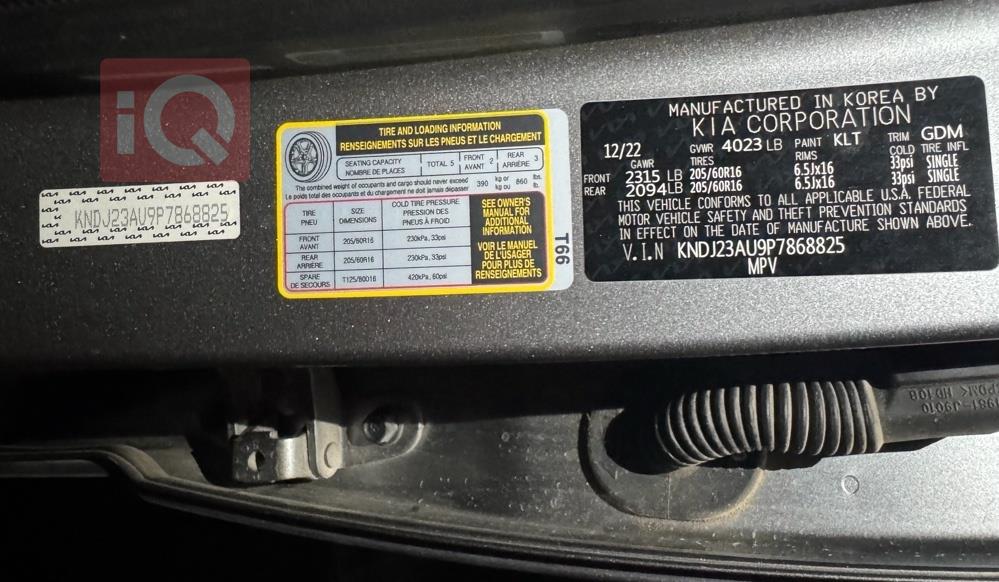 iQ
KNDJ23AU9P7868825
TIRE AND LOADING INFORMATION
RENSEIGNEMENTS SUR LES PNEUS ET LE CHARGEMENT
SEATING CAPACITY
NOMBRE DE PLACES
TOTAL 5
FRONT
AVANT 2
REAR
ARRIÈRE 3
The combined weight of occupants and cargo should never exceed
Le poids total des occupants et du chargement ne doit jamais dépasser
390 kg or kg ou 860 lbs. lb.
TIRE
PNEU
SIZE
DIMENSIONS
COLD TIRE PRESSURE
PRESSION DES
PNEUS À FROID
FRONT
AVANT
205/60R16
230kPa, 33psi
REAR
ARRIÈRE
205/60R16
230kPa, 33psi
SPARE
DE SECOURS
T125/80D16
420kPa, 60psi
SEE OWNER'S
MANUAL FOR
ADDITIONAL
INFORMATION
VOIR LE MANUEL
DE L'USAGER
POUR PLUS DE
RENSEIGNEMENTS
T66
MANUFACTURED IN KOREA BY
KIA CORPORATION
12/22 GVWR 4023 LB PAINT KLT TRIM GDM
GAWR TIRES RIMS COLD TIRE INFL
FRONT 2315 LB 205/60R16 6.5Jx16 33psi SINGLE
REAR 2094 LB 205/60R16 6.5Jx16 33psi SINGLE
THIS VEHICLE CONFORMS TO ALL APPLICABLE U.S.A. FEDERAL
MOTOR VEHICLE SAFETY AND THEFT PREVENTION STANDARDS
IN EFFECT ON THE DATE OF MANUFACTURE SHOWN ABOVE.
V.I.N KNDJ23AU9P7868825
MPV